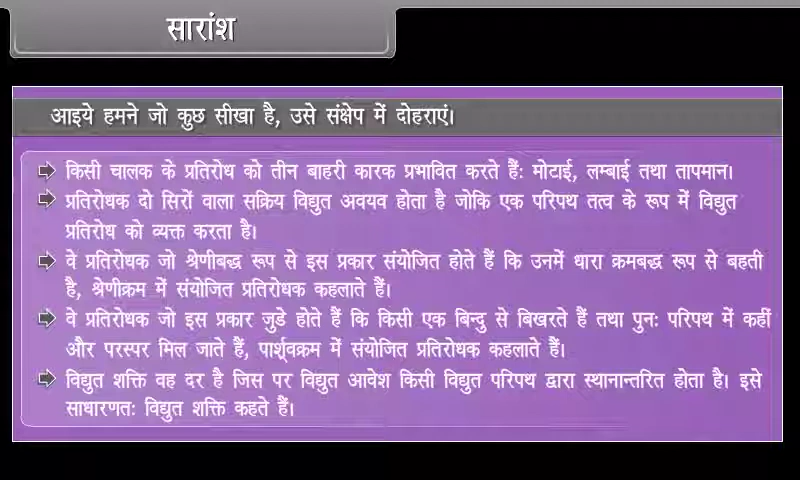 सारांश
आइये हमने जो कुछ सीखा है, उसे संक्षेप में दोहराएं।
किसी चालक के प्रतिरोध को तीन बाहरी कारक प्रभावित करते हैं: मोटाई, लम्बाई तथा तापमान।
प्रतिरोधक दो सिरों वाला सक्रिय विद्युत अवयव होता है जोकि एक परिपथ तत्व के रूप में विद्युत
प्रतिरोध को व्यक्त करता है।
वे प्रतिरोधक जो श्रेणीबद्ध रूप से इस प्रकार संयोजित होते हैं कि उनमें धारा क्रमबद्ध रूप से बहती
है, श्रेणीक्रम में संयोजित प्रतिरोधक कहलाते हैं।
वे प्रतिरोधक जो इस प्रकार जुडे होते हैं कि किसी एक बिन्दु से बिखरते हैं तथा पुनः परिपथ में कहीं
और परस्पर मिल जाते हैं, पार्श्वक्रम में संयोजित प्रतिरोधक कहलाते हैं।
विद्युत शक्ति वह दर है जिस पर विद्युत आवेश किसी विद्युत परिपथ द्वारा स्थानान्तरित होता है। इसे
साधारणतः विद्युत शक्ति कहते हैं।